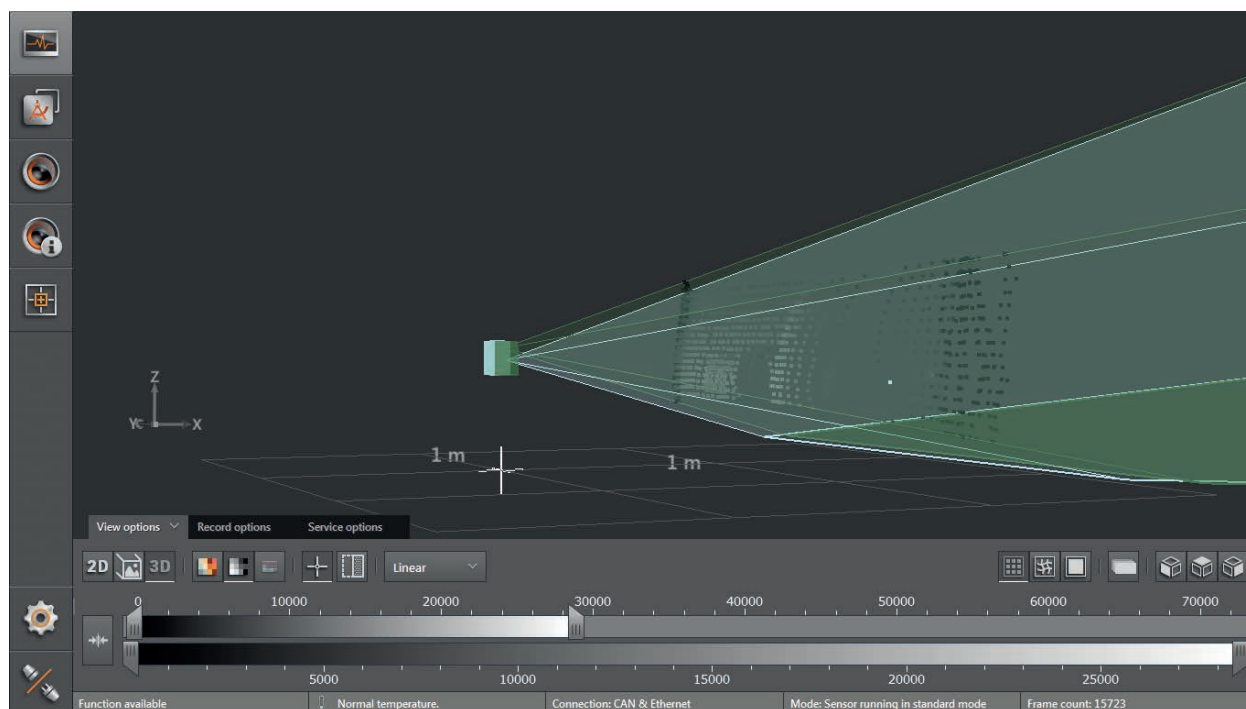 Z
Y X
1 m
1 m
View options Record options Service options
2D 3D Linear
0 10000 20000 30000 40000 50000 60000 70000
5000 10000 15000 20000 25000
Function available Normal temperature. Connection: CAN & Ethernet Mode: Sensor running in standard mode Frame count: 15723